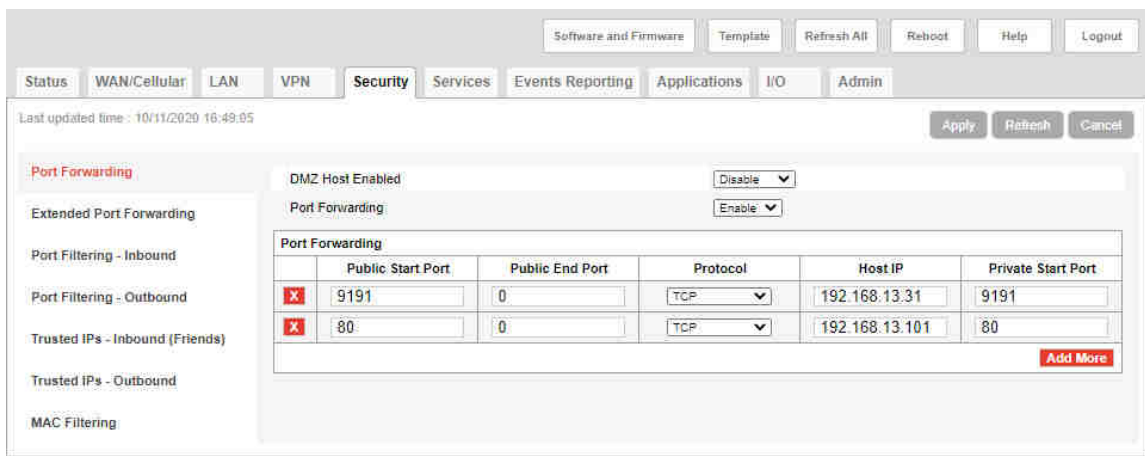 Software and Firmware Template Refresh All Reboot Help Logout
Status WAN/Cellular LAN VPN Security Services Events Reporting Applications I/O Admin
Last updated time : 10/11/2020 16:49:05
Apply Refresh Cancel
Port Forwarding
Extended Port Forwarding
Port Filtering - Inbound
Port Filtering - Outbound
Trusted IPs - Inbound (Friends)
Trusted IPs - Outbound
MAC Filtering
DMZ Host Enabled Disable
Port Forwarding Enable
Port Forwarding
Public Start Port Public End Port Protocol Host IP Private Start Port
X 9191 0 TCP 192.168.13.31 9191
X 80 0 TCP 192.168.13.101 80
Add More